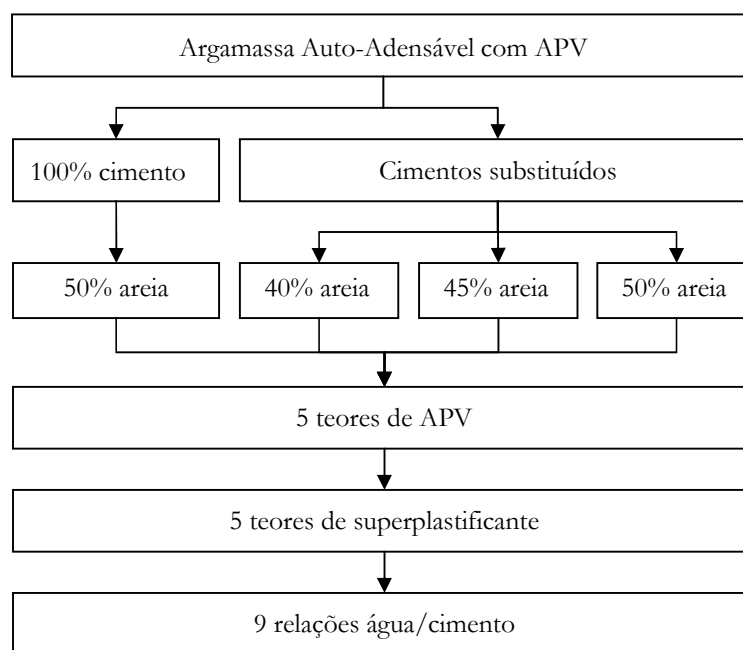 Argamassa Auto-Adensável com APV
100% cimento
Cimentos substituídos
50% areia
40% areia
45% areia
50% areia
5 teores de APV
5 teores de superplastificante
9 relações água/cimento